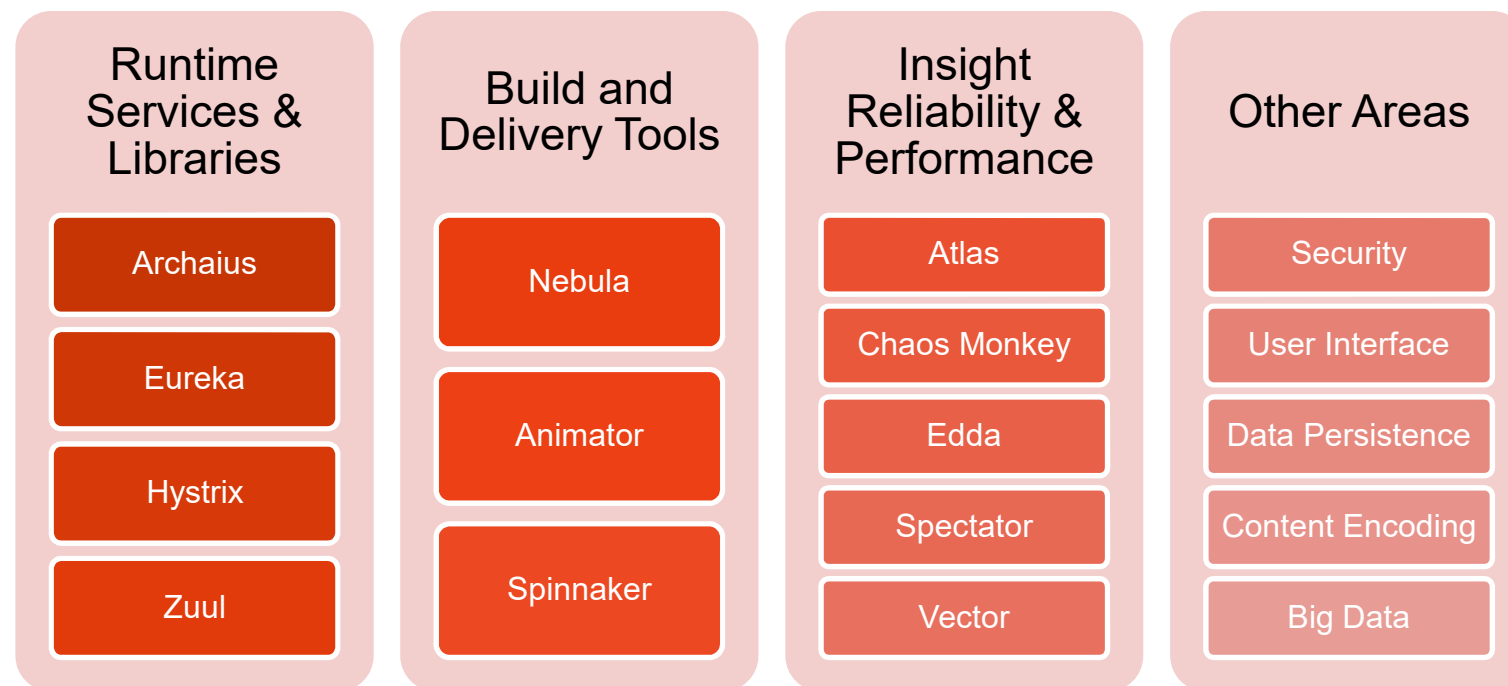 Runtime
Services &
Libraries
Archaius
Eureka
Hystrix
Zuul
Build and
Delivery Tools
Nebula
Animator
Spinnaker
Insight
Reliability &
Performance
Atlas
Chaos Monkey
Edda
Spectator
Vector
Other Areas
Security
User Interface
Data Persistence
Content Encoding
Big Data